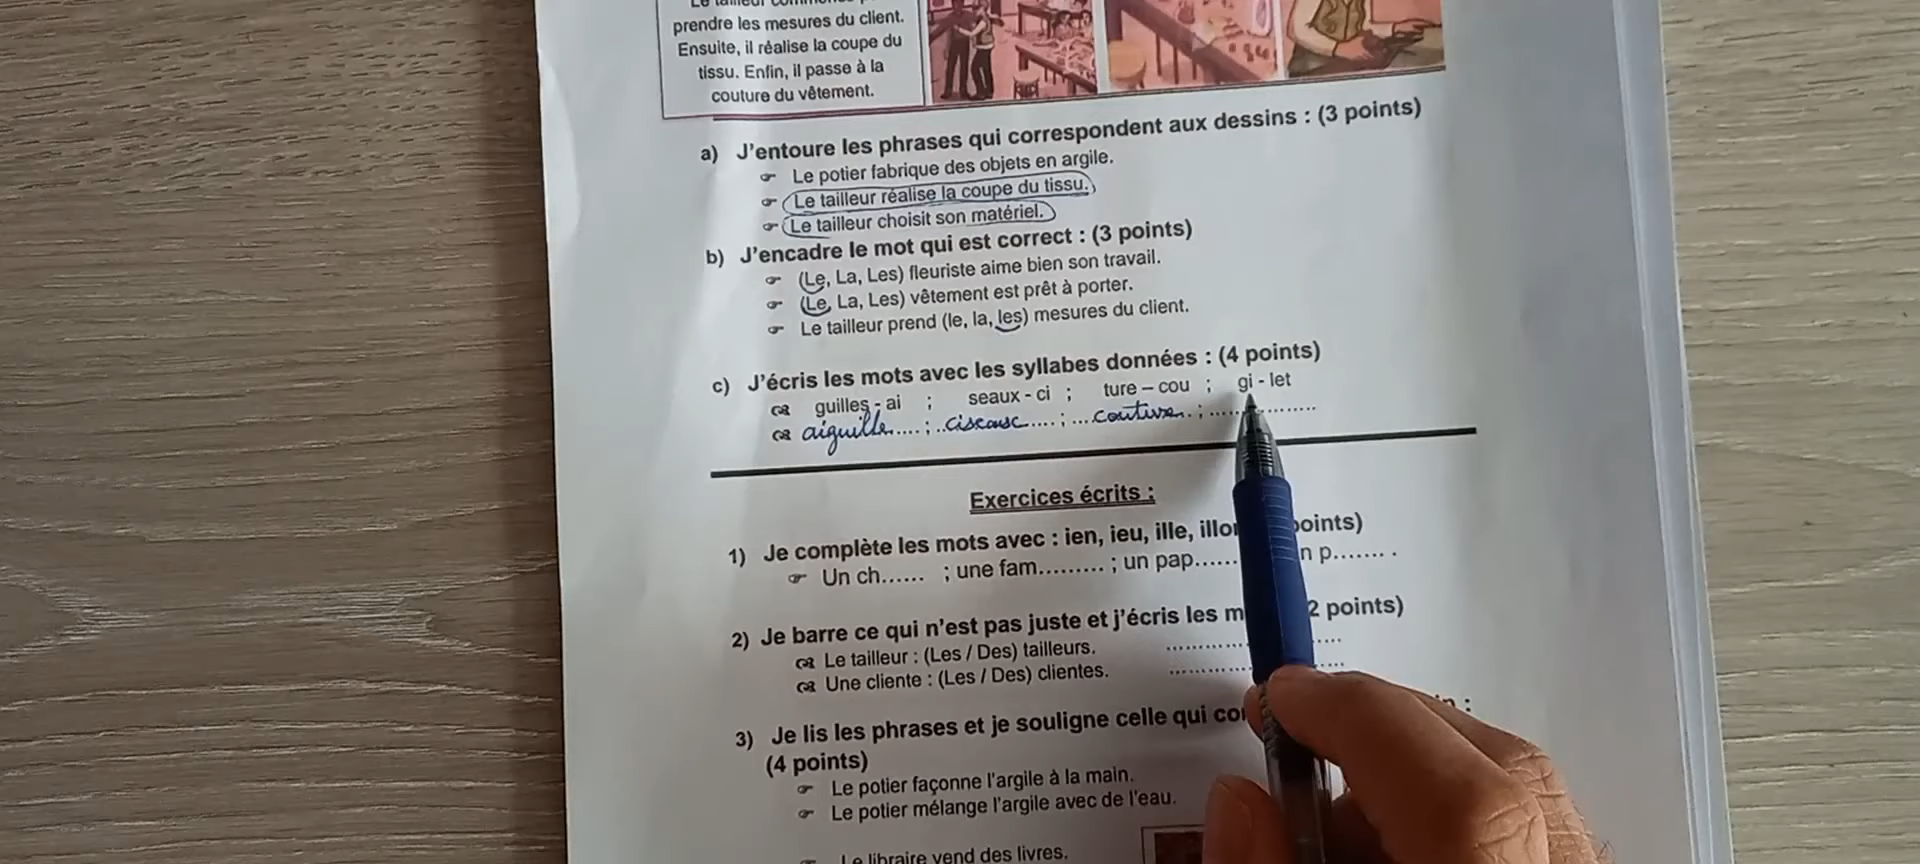 prendre les mesures du client.
Ensuite, il réalise la coupe du
tissu. Enfin, il passe à la
couture du vêtement.
a) J'entoure les phrases qui correspondent aux dessins : (3 points)
Le potier fabrique des objets en argile.
Le tailleur réalise la coupe du tissu.
Le tailleur choisit son matériel.
b) J'encadre le mot qui est correct : (3 points)
(Le, La, Les) fleuriste aime bien son travail.
(Le, La, Les) vêtement est prêt à porter.
Le tailleur prend (le, la, les) mesures du client.
c) J'écris les mots avec les syllabes données : (4 points)
guilles - ai ; seaux - ci ; ture – cou ; gi - let
aiguille.... ; ..ciseaux.... ; ...couture.. ; ..................
Exercices écrits :
1) Je complète les mots avec : ien, ieu, ille, points)
Un ch...... ; une fam......... ; un pap...... n p........ .
2) Je barre ce qui n'est pas juste et j'écris les 2 points)
Le tailleur : (Les / Des) tailleurs. ..................
Une cliente : (Les / Des) clientes. ..................
3) Je lis les phrases et je souligne celle qui :
(4 points)
Le potier façonne l'argile à la main.
Le potier mélange l'argile avec de l'eau.
Le libraire vend des livres.